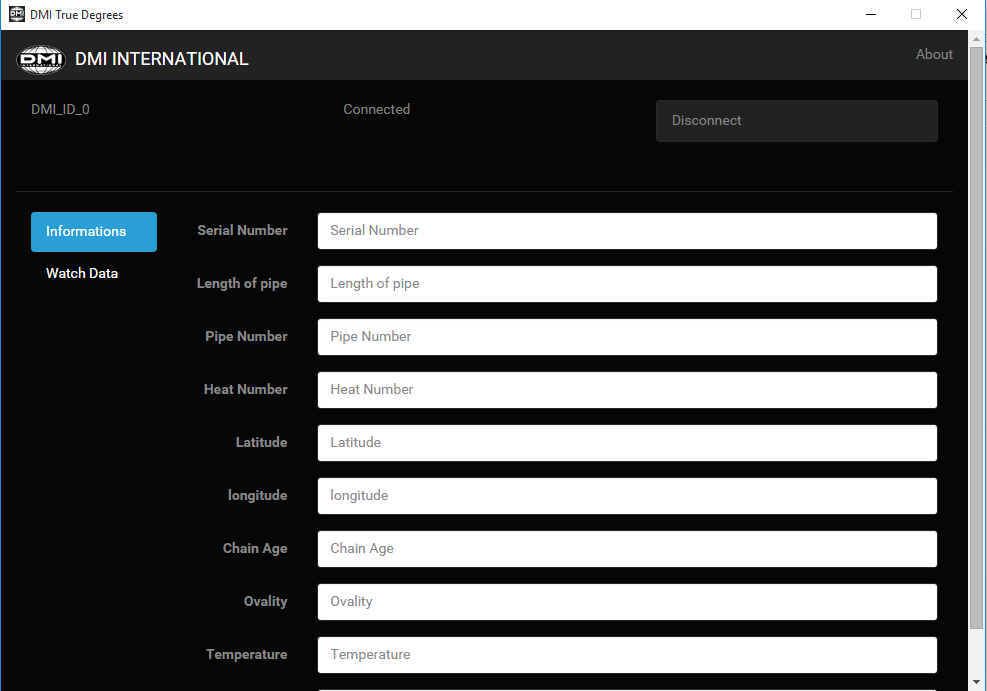 DMI True Degrees
DMI DMI INTERNATIONAL
About
DMI_ID_0
Connected
Disconnect
Informations
Watch Data
Serial Number Serial Number
Length of pipe Length of pipe
Pipe Number Pipe Number
Heat Number Heat Number
Latitude Latitude
longitude longitude
Chain Age Chain Age
Ovality Ovality
Temperature Temperature